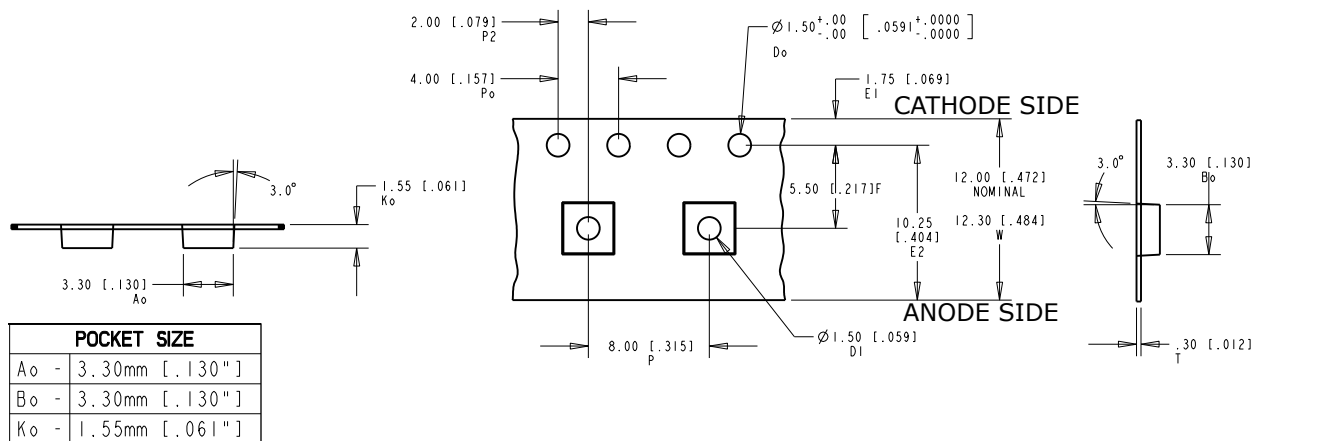 2.00 [.079]
P2
4.00 [.157]
Po
Ø1.50 +.00 -.00 [ .0591 +.0000 -.0000 ]
Do
1.75 [.069]
E1
CATHODE SIDE
3.0°
1.55 [.061]
Ko
3.30 [.130]
Ao
5.50 [.217]F
10.25
[.404]
E2
12.00 [.472]
NOMINAL
12.30 [.484]
W
3.0°
3.30 [.130]
Bo
ANODE SIDE
8.00 [.315]
P
Ø1.50 [.059]
D1
.30 [.012]
T
POCKET SIZE
Ao - 3.30mm [.130"]
Bo - 3.30mm [.130"]
Ko - 1.55mm [.061"]